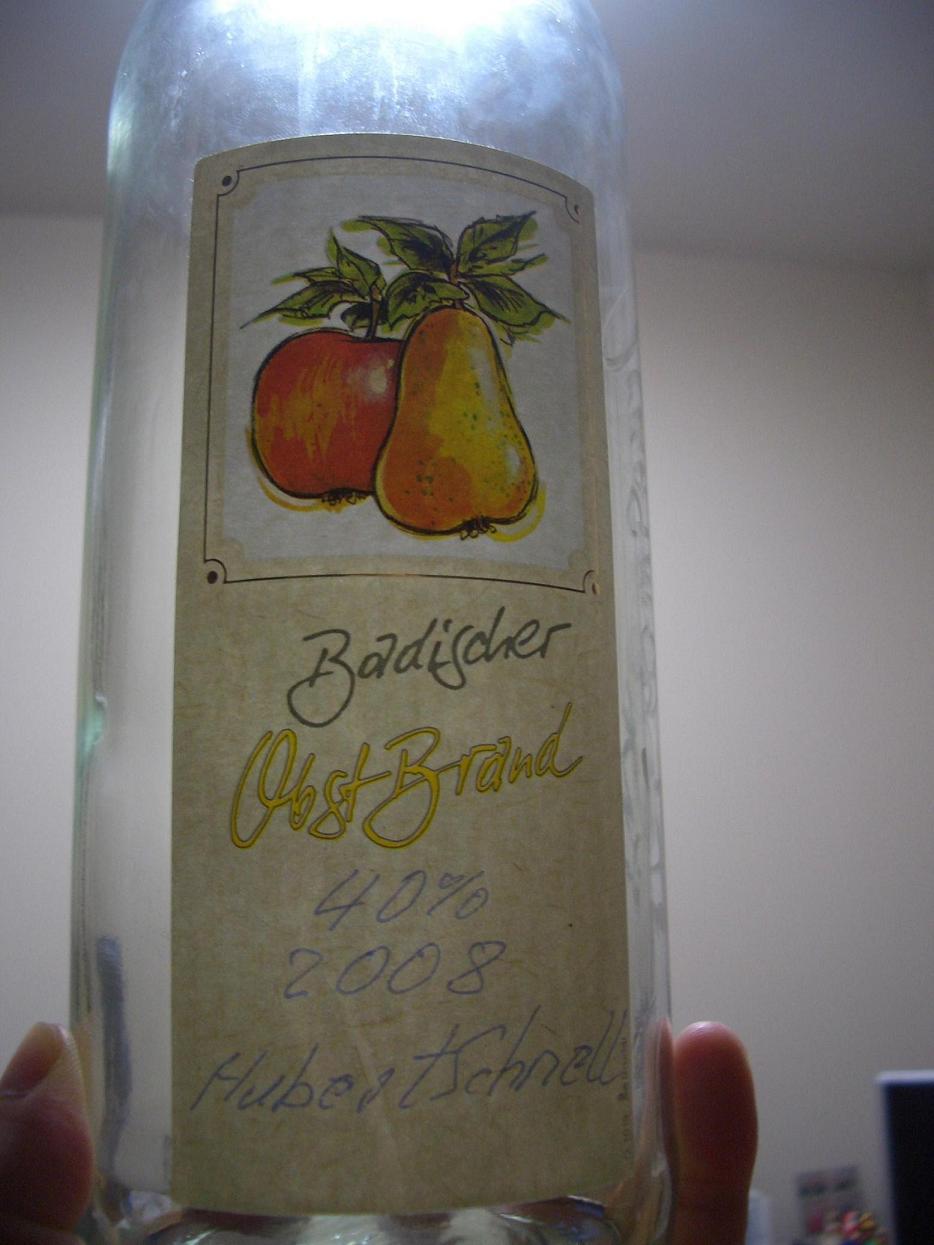 Badischer
ObstBrand
40%
2008
Hubert Schnell